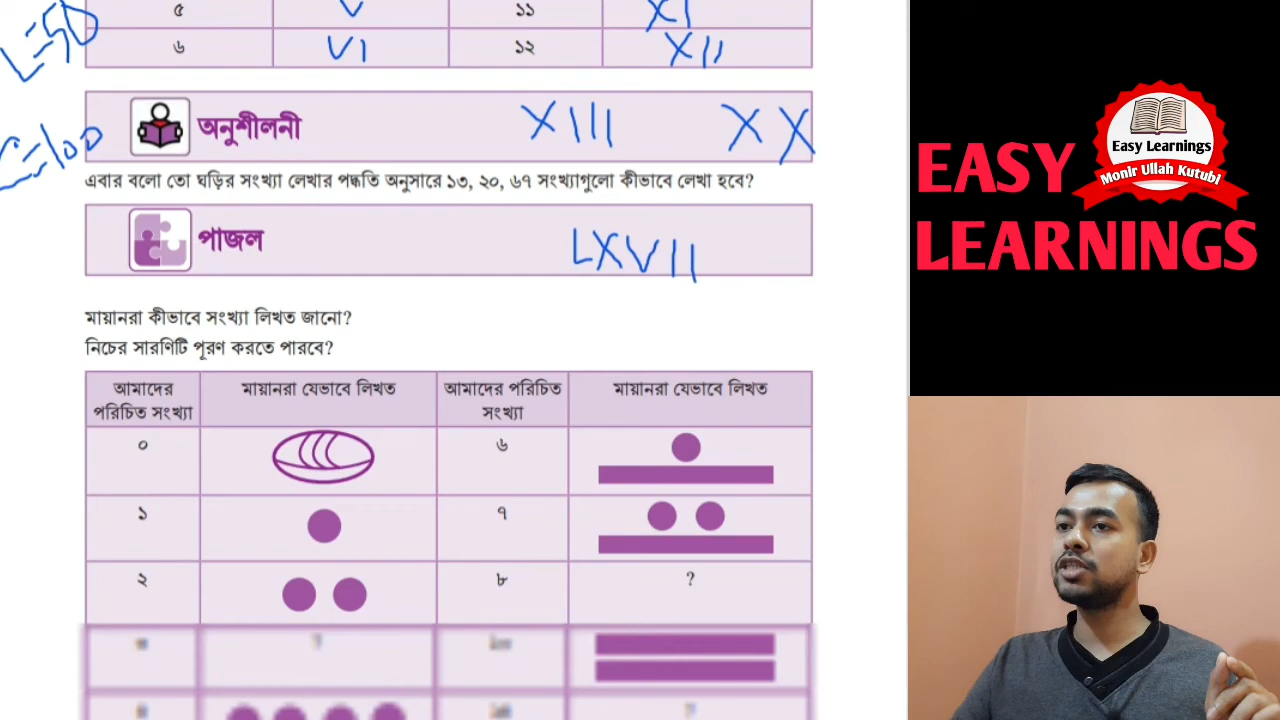 L=50
৫ V ১১ XI
৬ VI ১২ XII
C=100
অনুশীলনী XIII XX
এবার বলো তো ঘড়ির সংখ্যা লেখার পদ্ধতি অনুসারে ১৩, ২০, ৬৭ সংখ্যাগুলো কীভাবে লেখা হবে?
পাজল LXVII
মায়ানরা কীভাবে সংখ্যা লিখত জানো?
নিচের সারণিটি পূরণ করতে পারবে?
আমাদের পরিচিত সংখ্যা মায়ানরা যেভাবে লিখত আমাদের পরিচিত সংখ্যা মায়ানরা যেভাবে লিখত
০ ৬
১ ৭
২ ৮ ?
EASY
LEARNINGS
Easy Learnings
Monir Ullah Kutubi